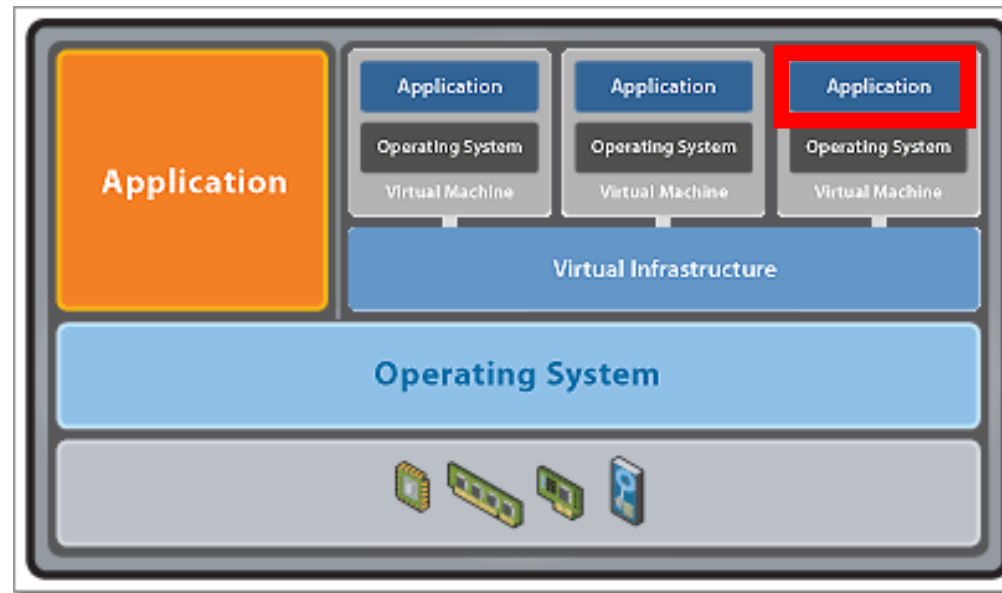 Application
Application
Operating System
Virtual Machine
Application
Operating System
Virtual Machine
Application
Operating System
Virtual Machine
Virtual Infrastructure
Operating System